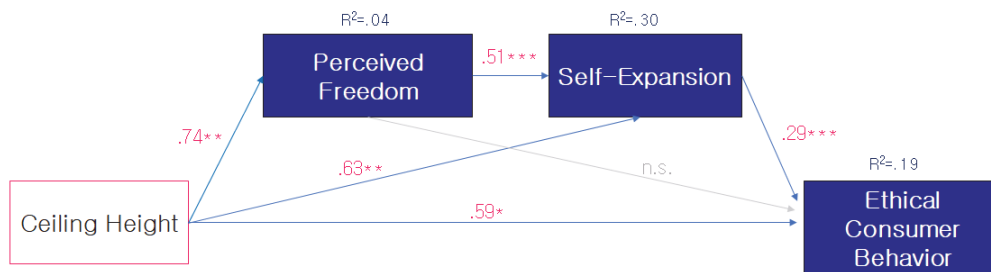 R²=.04
R²=.30
Perceived
Freedom
.51***
Self-Expansion
.74**
.63**
n.s.
.29***
R²=.19
Ceiling Height
.59*
Ethical
Consumer
Behavior